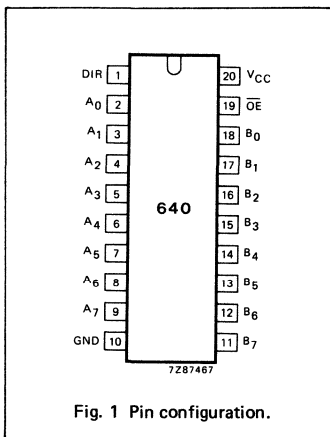 DIR 1 20 VCC
A0 2 19 OE
A1 3 18 B0
A2 4 17 B1
A3 5 16 B2
640
A4 6 15 B3
A5 7 14 B4
A6 8 13 B5
A7 9 12 B6
GND 10 11 B7
7Z87467
Fig. 1 Pin configuration.